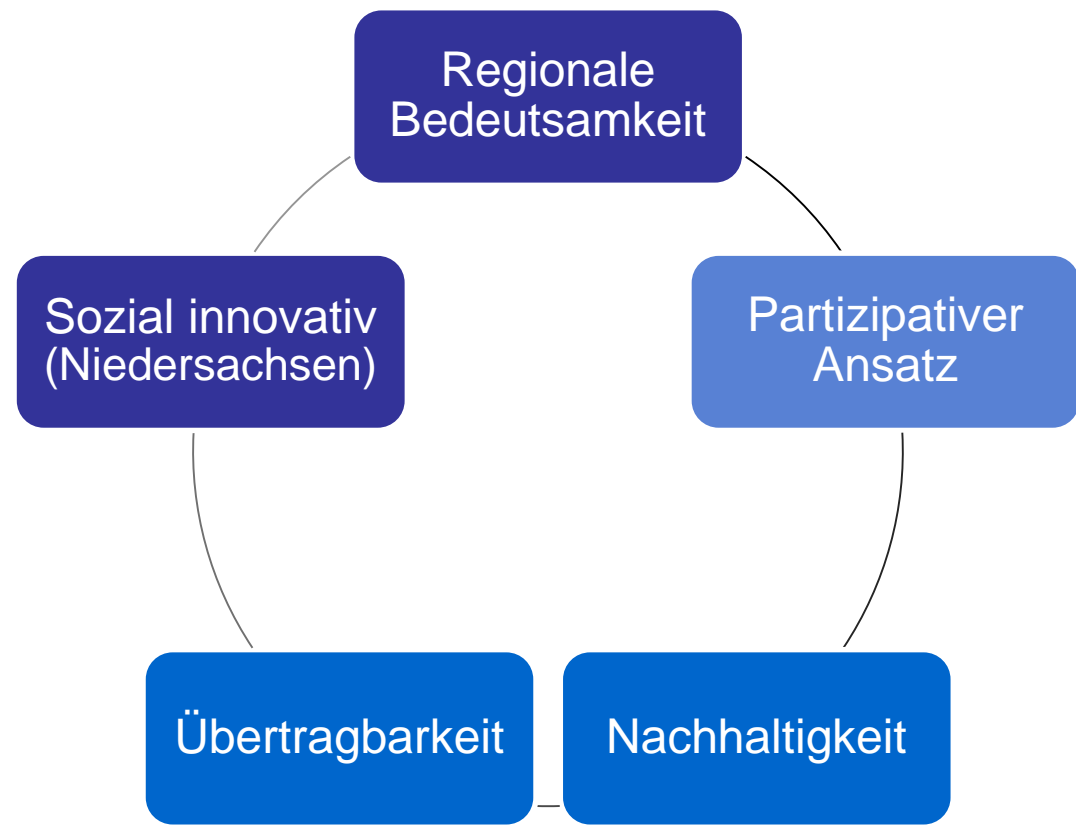 Regionale
Bedeutsamkeit
Sozial innovativ
(Niedersachsen)
Partizipativer
Ansatz
Übertragbarkeit
Nachhaltigkeit